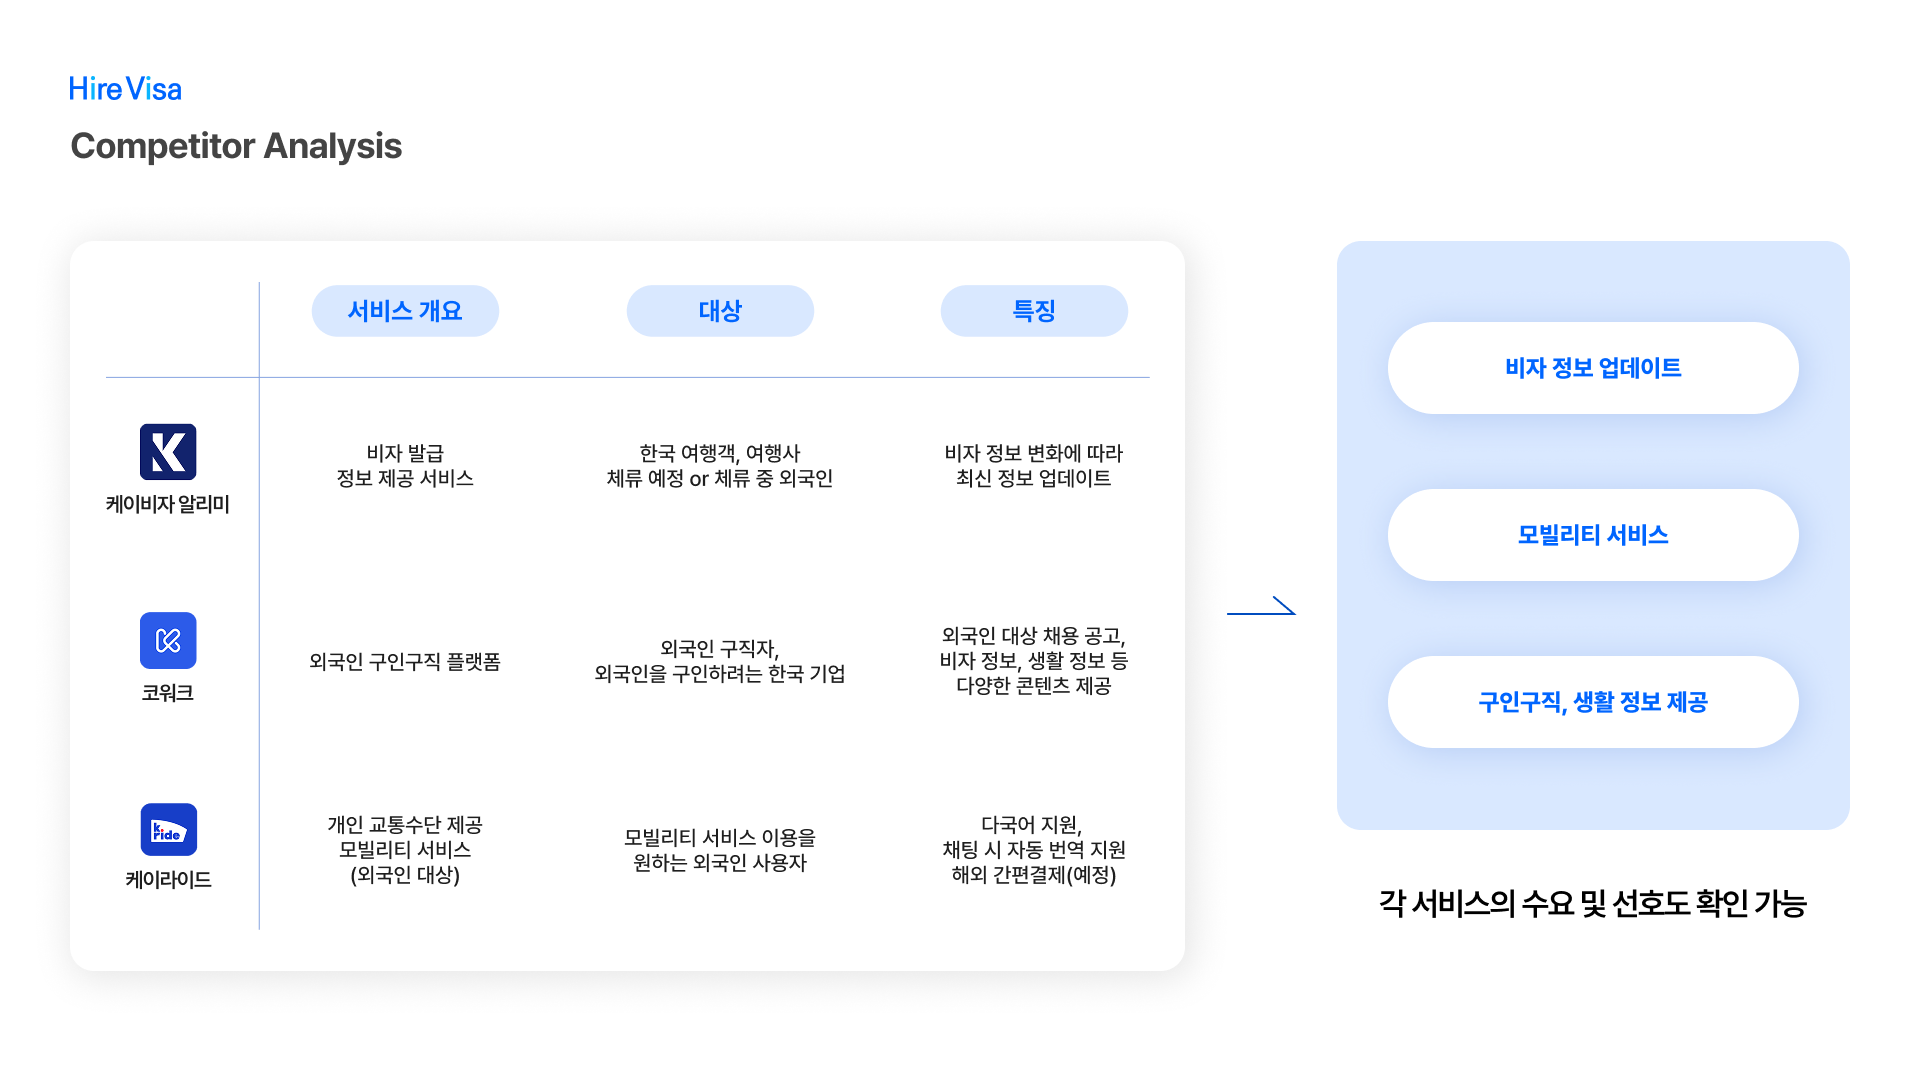 Hire Visa
Competitor Analysis
서비스 개요
대상
특징
케이비자 알리미
비자 발급
정보 제공 서비스
한국 여행객, 여행사
체류 예정 or 체류 중 외국인
비자 정보 변화에 따라
최신 정보 업데이트
코워크
외국인 구인구직 플랫폼
외국인 구직자,
외국인을 구인하려는 한국 기업
외국인 대상 채용 공고,
비자 정보, 생활 정보 등
다양한 콘텐츠 제공
k.ride
케이라이드
개인 교통수단 제공
모빌리티 서비스
(외국인 대상)
모빌리티 서비스 이용을
원하는 외국인 사용자
다국어 지원,
채팅 시 자동 번역 지원
해외 간편결제(예정)
비자 정보 업데이트
모빌리티 서비스
구인구직, 생활 정보 제공
각 서비스의 수요 및 선호도 확인 가능